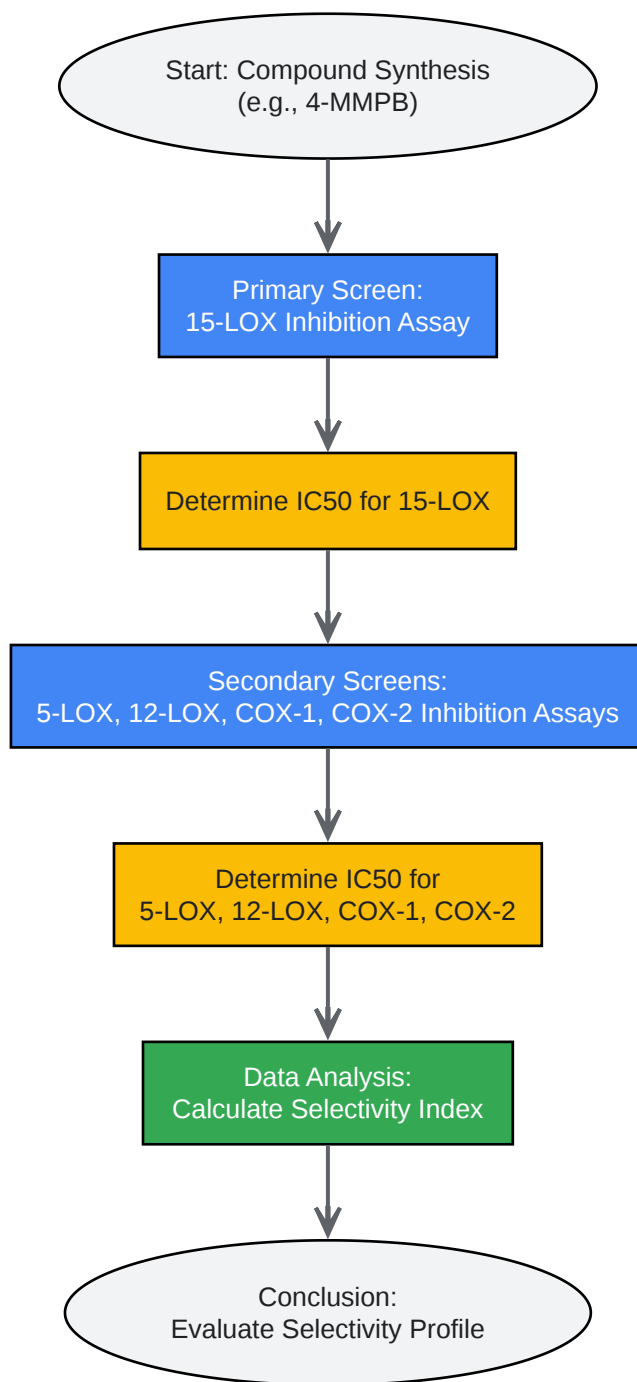 Start: Compound Synthesis
(e.g., 4-MMPB)
Primary Screen:
15-LOX Inhibition Assay
Determine IC50 for 15-LOX
Secondary Screens:
5-LOX, 12-LOX, COX-1, COX-2 Inhibition Assays
Determine IC50 for
5-LOX, 12-LOX, COX-1, COX-2
Data Analysis:
Calculate Selectivity Index
Conclusion:
Evaluate Selectivity Profile